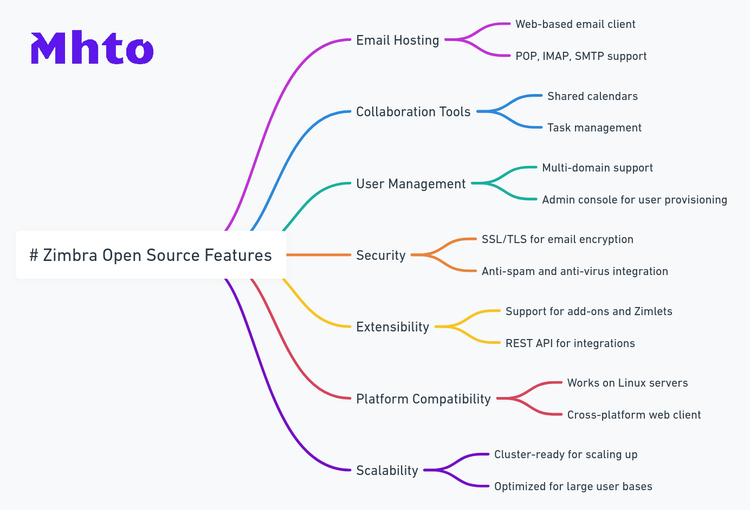 Mhto
# Zimbra Open Source Features
Email Hosting
Web-based email client
POP, IMAP, SMTP support
Collaboration Tools
Shared calendars
Task management
User Management
Multi-domain support
Admin console for user provisioning
Security
SSL/TLS for email encryption
Anti-spam and anti-virus integration
Extensibility
Support for add-ons and Zimlets
REST API for integrations
Platform Compatibility
Works on Linux servers
Cross-platform web client
Scalability
Cluster-ready for scaling up
Optimized for large user bases